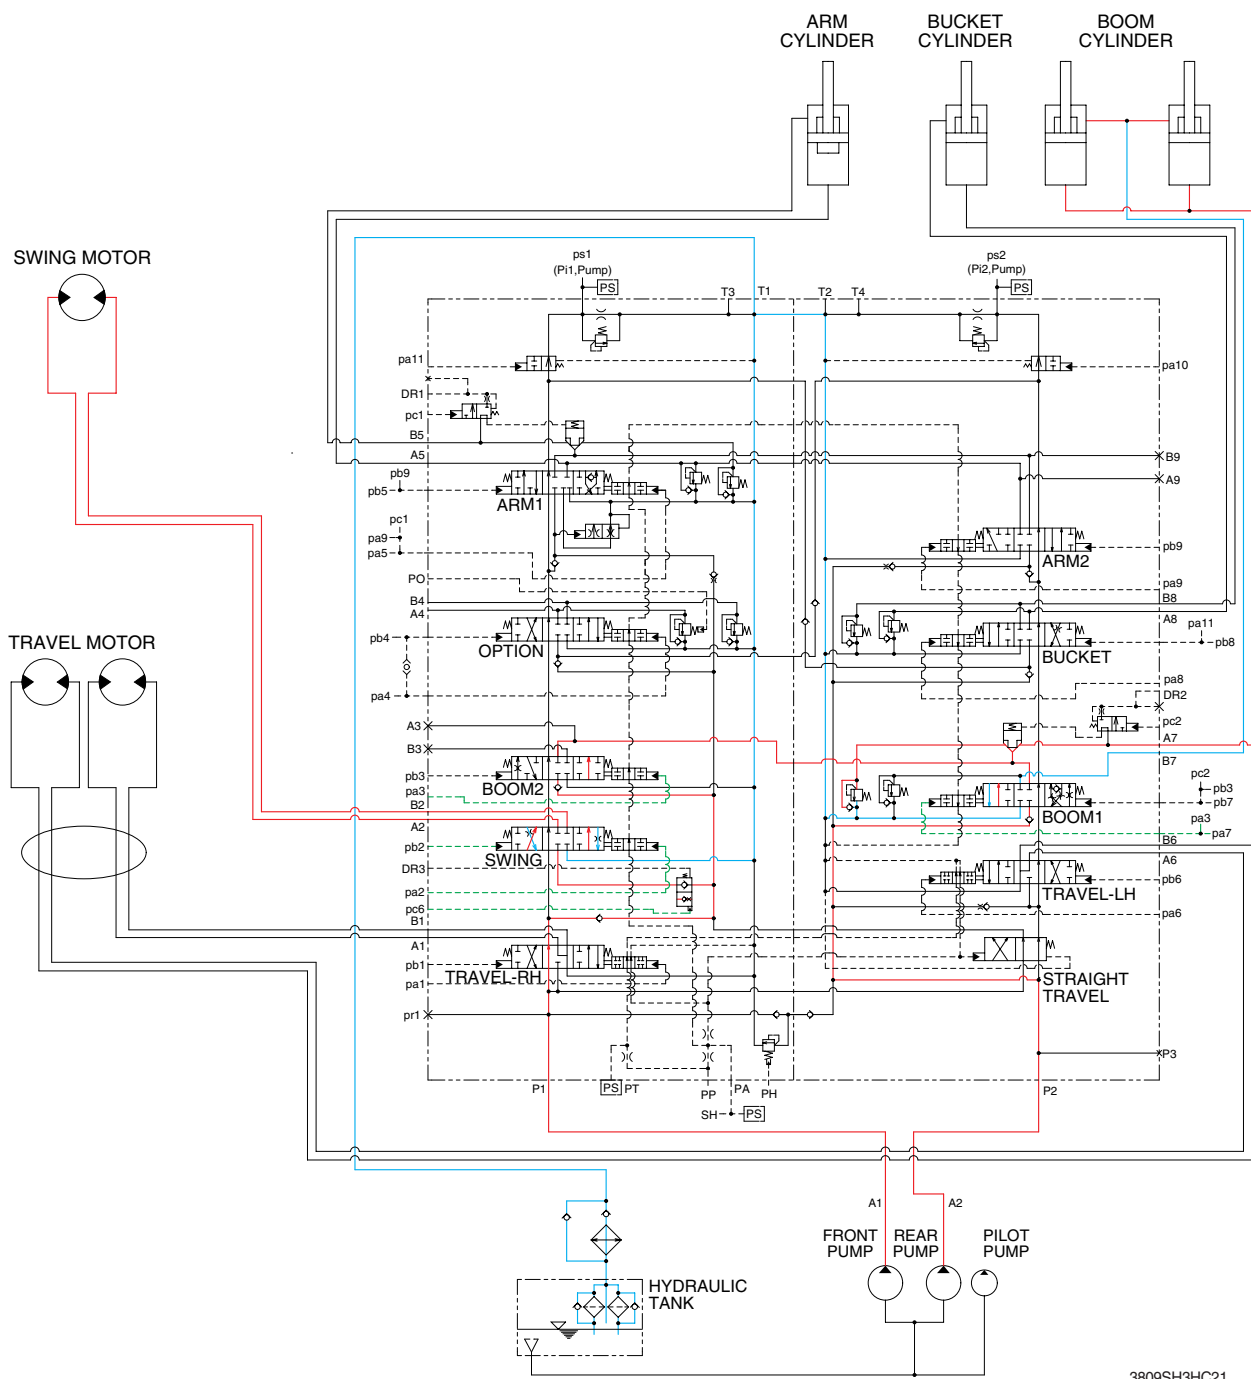 ARM
CYLINDER
BUCKET
CYLINDER
BOOM
CYLINDER
SWING MOTOR
TRAVEL MOTOR
ps1
(Pi1,Pump)
PS
ps2
(Pi2,Pump)
PS
T3
T1
T2
T4
pa11
DR1
pc1
B5
A5
pb9
pb5
ARM1
pc1
pa9
pa5
PO
B4
A4
pb4
OPTION
pa4
A3
B3
pb3
BOOM2
pa3
B2
A2
pb2
SWING
DR3
pa2
pc6
B1
A1
pb1
TRAVEL-RH
pa1
pr1
pa10
B9
A9
pb9
ARM2
pa9
B8
A8
pa11
pb8
BUCKET
pa8
DR2
pc2
A7
B7
pc2
pb3
pb7
BOOM1
pa3
pa7
B6
A6
pb6
TRAVEL-LH
pa6
STRAIGHT
TRAVEL
P3
P1
PS
PT
PP
PA
PH
P2
SH
PS
A1
A2
FRONT
PUMP
REAR
PUMP
PILOT
PUMP
HYDRAULIC
TANK
3809SH3HC21